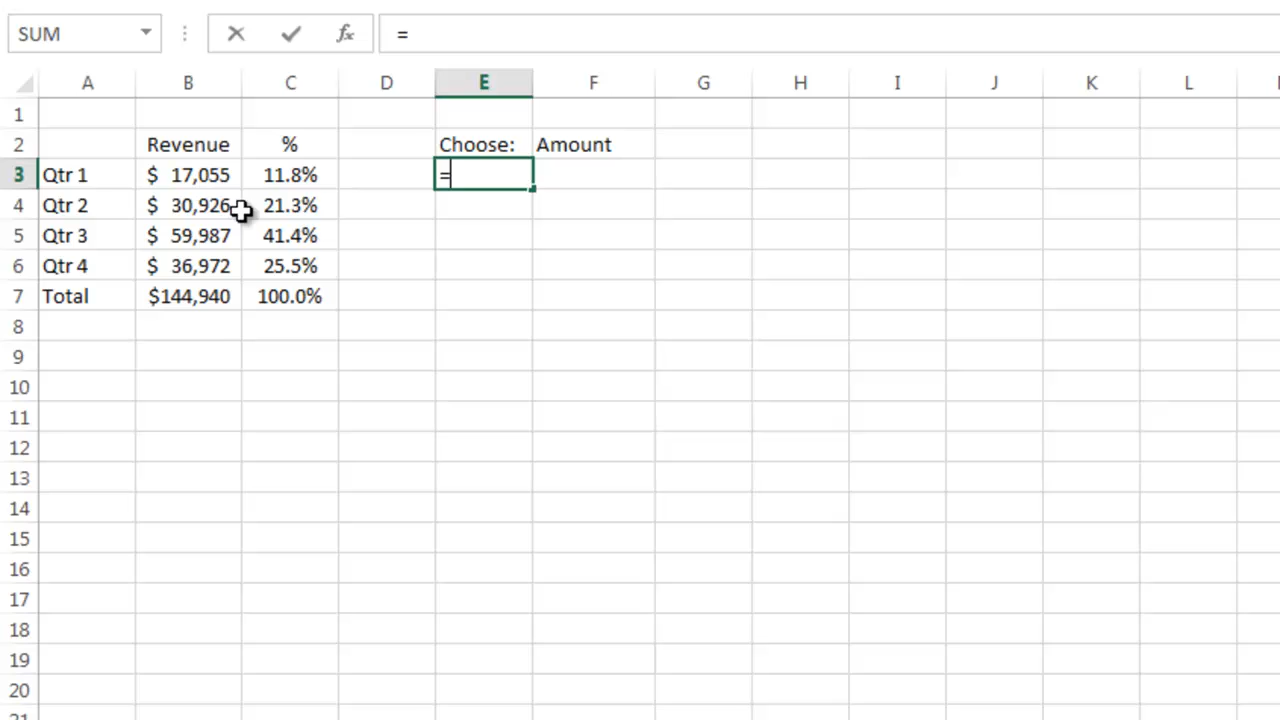 SUM fx =
A B C D E F G H I J K L
1
2 Revenue % Choose: Amount
3 Qtr 1 $ 17,055 11.8% =
4 Qtr 2 $ 30,926 21.3%
5 Qtr 3 $ 59,987 41.4%
6 Qtr 4 $ 36,972 25.5%
7 Total $144,940 100.0%
8
9
10
11
12
13
14
15
16
17
18
19
20
21